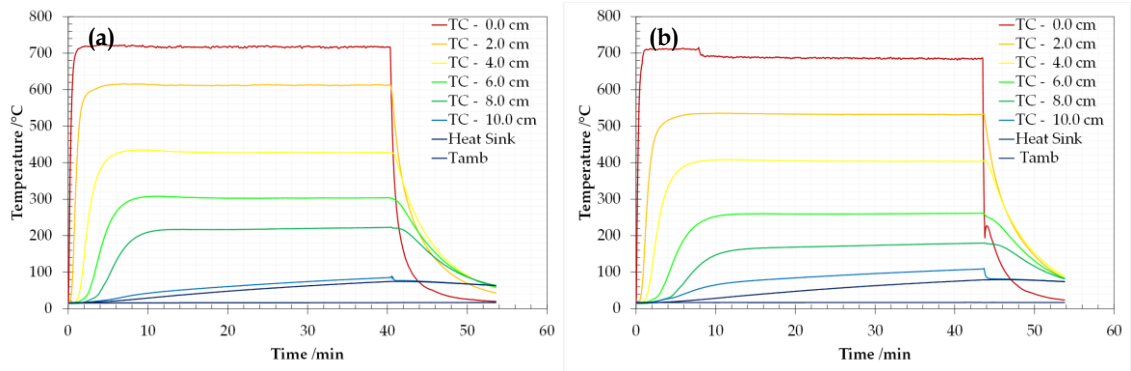 (a)
800
700
600
500
400
300
200
100
0
Temperature /°C
0
10
20
30
40
50
60
Time /min
TC - 0.0 cm
TC - 2.0 cm
TC - 4.0 cm
TC - 6.0 cm
TC - 8.0 cm
TC - 10.0 cm
Heat Sink
Tamb
(b)
800
700
600
500
400
300
200
100
0
Temperature /°C
0
10
20
30
40
50
60
Time /min
TC - 0.0 cm
TC - 2.0 cm
TC - 4.0 cm
TC - 6.0 cm
TC - 8.0 cm
TC - 10.0 cm
Heat Sink
Tamb